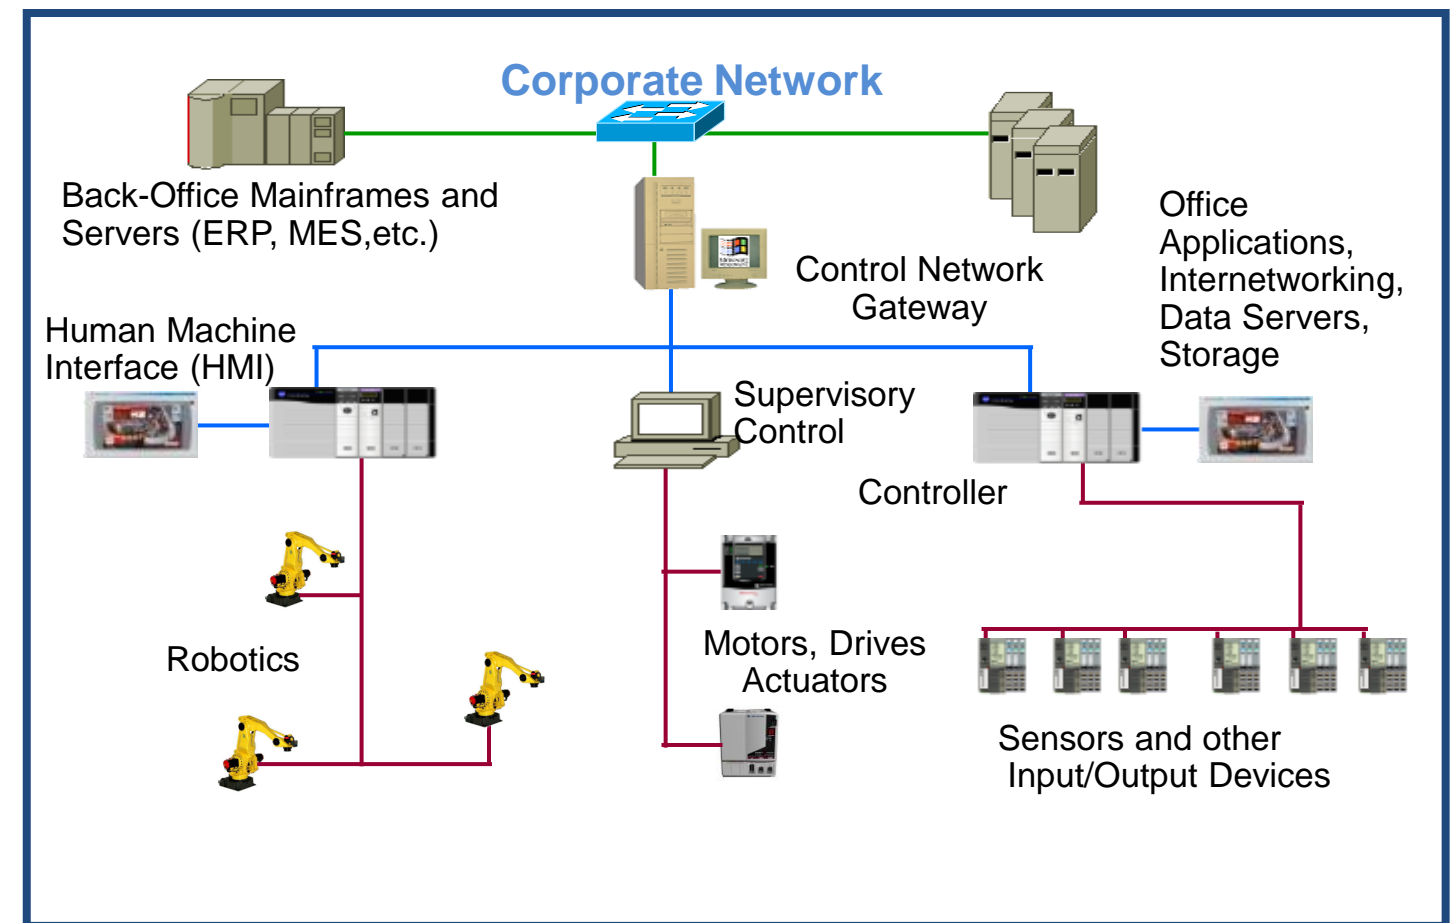 Corporate Network
Back-Office Mainframes and
Servers (ERP, MES,etc.)
Office
Applications,
Internetworking,
Data Servers,
Storage
Control Network
Gateway
Human Machine
Interface (HMI)
Supervisory
Control
Controller
Robotics
Motors, Drives
Actuators
Sensors and other
Input/Output Devices